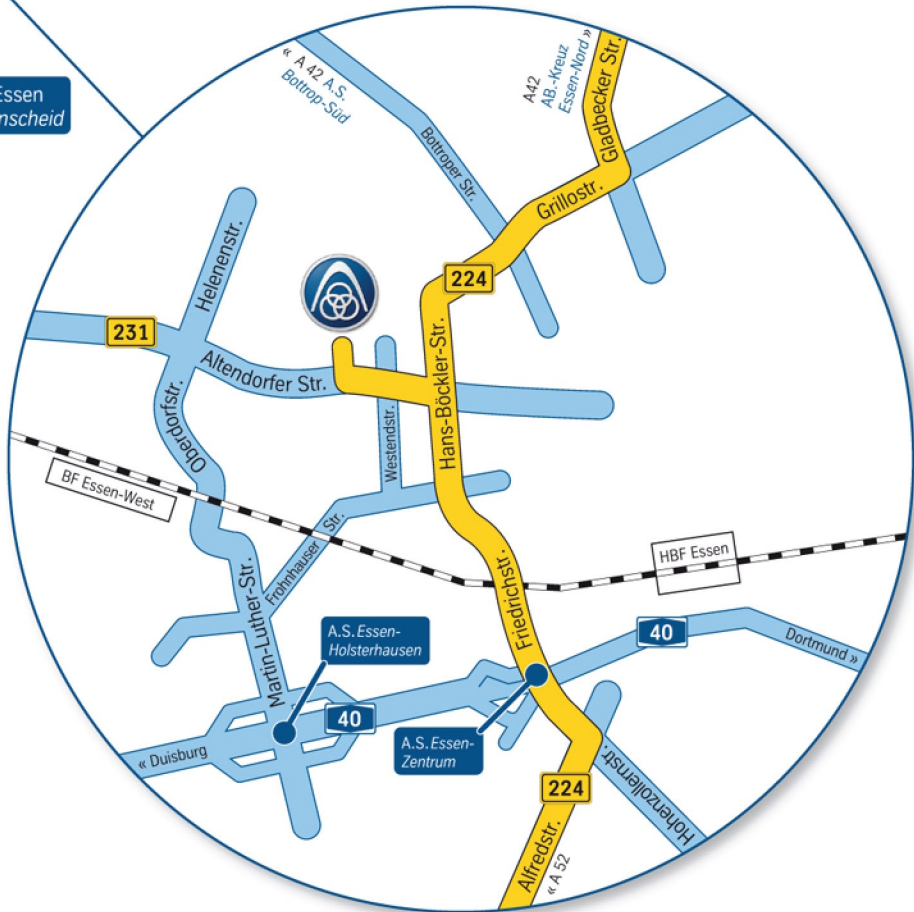 Essen
nscheid
« A 42 A.S.
Bottrop-Süd
A42
AB.-Kreuz
Essen-Nord »
Gladbecker Str.
Bottroper Str.
Grillostr.
Helenenstr.
224
231
Altendorfer Str.
Hans-Böckler-Str.
Oberdorfstr.
Westendstr.
BF Essen-West
Frohnhauser Str.
HBF Essen
Friedrichstr.
Martin-Luther-Str.
A.S. Essen-
Holsterhausen
40
Dortmund »
40
« Duisburg
A.S. Essen-
Zentrum
224
Hohenzollernstr.
Alfredstr.
« A 52